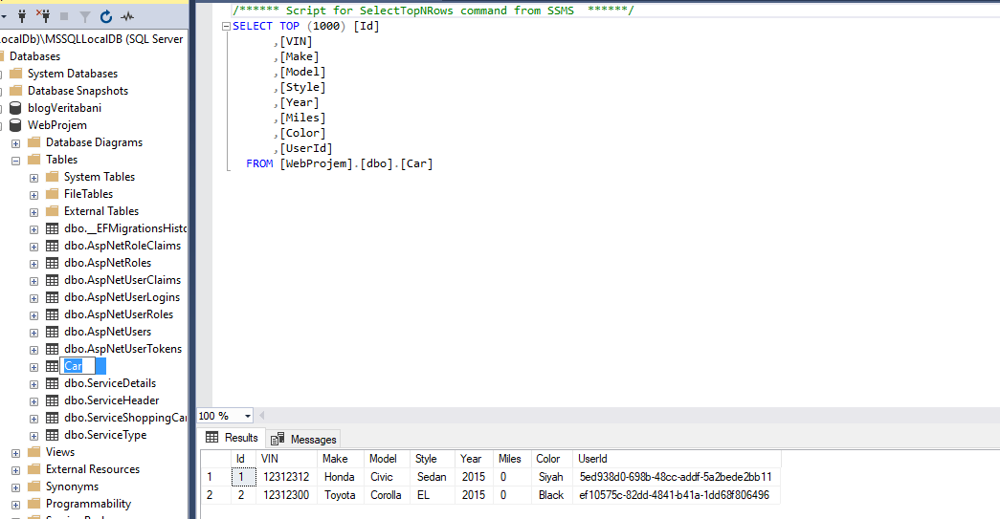 ocalDb)\MSSQLLocalDB (SQL Server
Databases
System Databases
Database Snapshots
blogVeritabani
WebProjem
Database Diagrams
Tables
System Tables
FileTables
External Tables
dbo.__EFMigrationsHisto
dbo.AspNetRoleClaims
dbo.AspNetRoles
dbo.AspNetUserClaims
dbo.AspNetUserLogins
dbo.AspNetUserRoles
dbo.AspNetUsers
dbo.AspNetUserTokens
Car
dbo.ServiceDetails
dbo.ServiceHeader
dbo.ServiceShoppingCar
dbo.ServiceType
Views
External Resources
Synonyms
Programmability
/****** Script for SelectTopNRows command from SSMS ******/
SELECT TOP (1000) [Id]
,[VIN]
,[Make]
,[Model]
,[Style]
,[Year]
,[Miles]
,[Color]
,[UserId]
FROM [WebProjem].[dbo].[Car]
100 %
Results Messages
Id VIN Make Model Style Year Miles Color UserId
1 1 12312312 Honda Civic Sedan 2015 0 Siyah 5ed938d0-698b-48cc-addf-5a2bede2bb11
2 2 12312300 Toyota Corolla EL 2015 0 Black ef10575c-82dd-4841-b41a-1dd68f806496